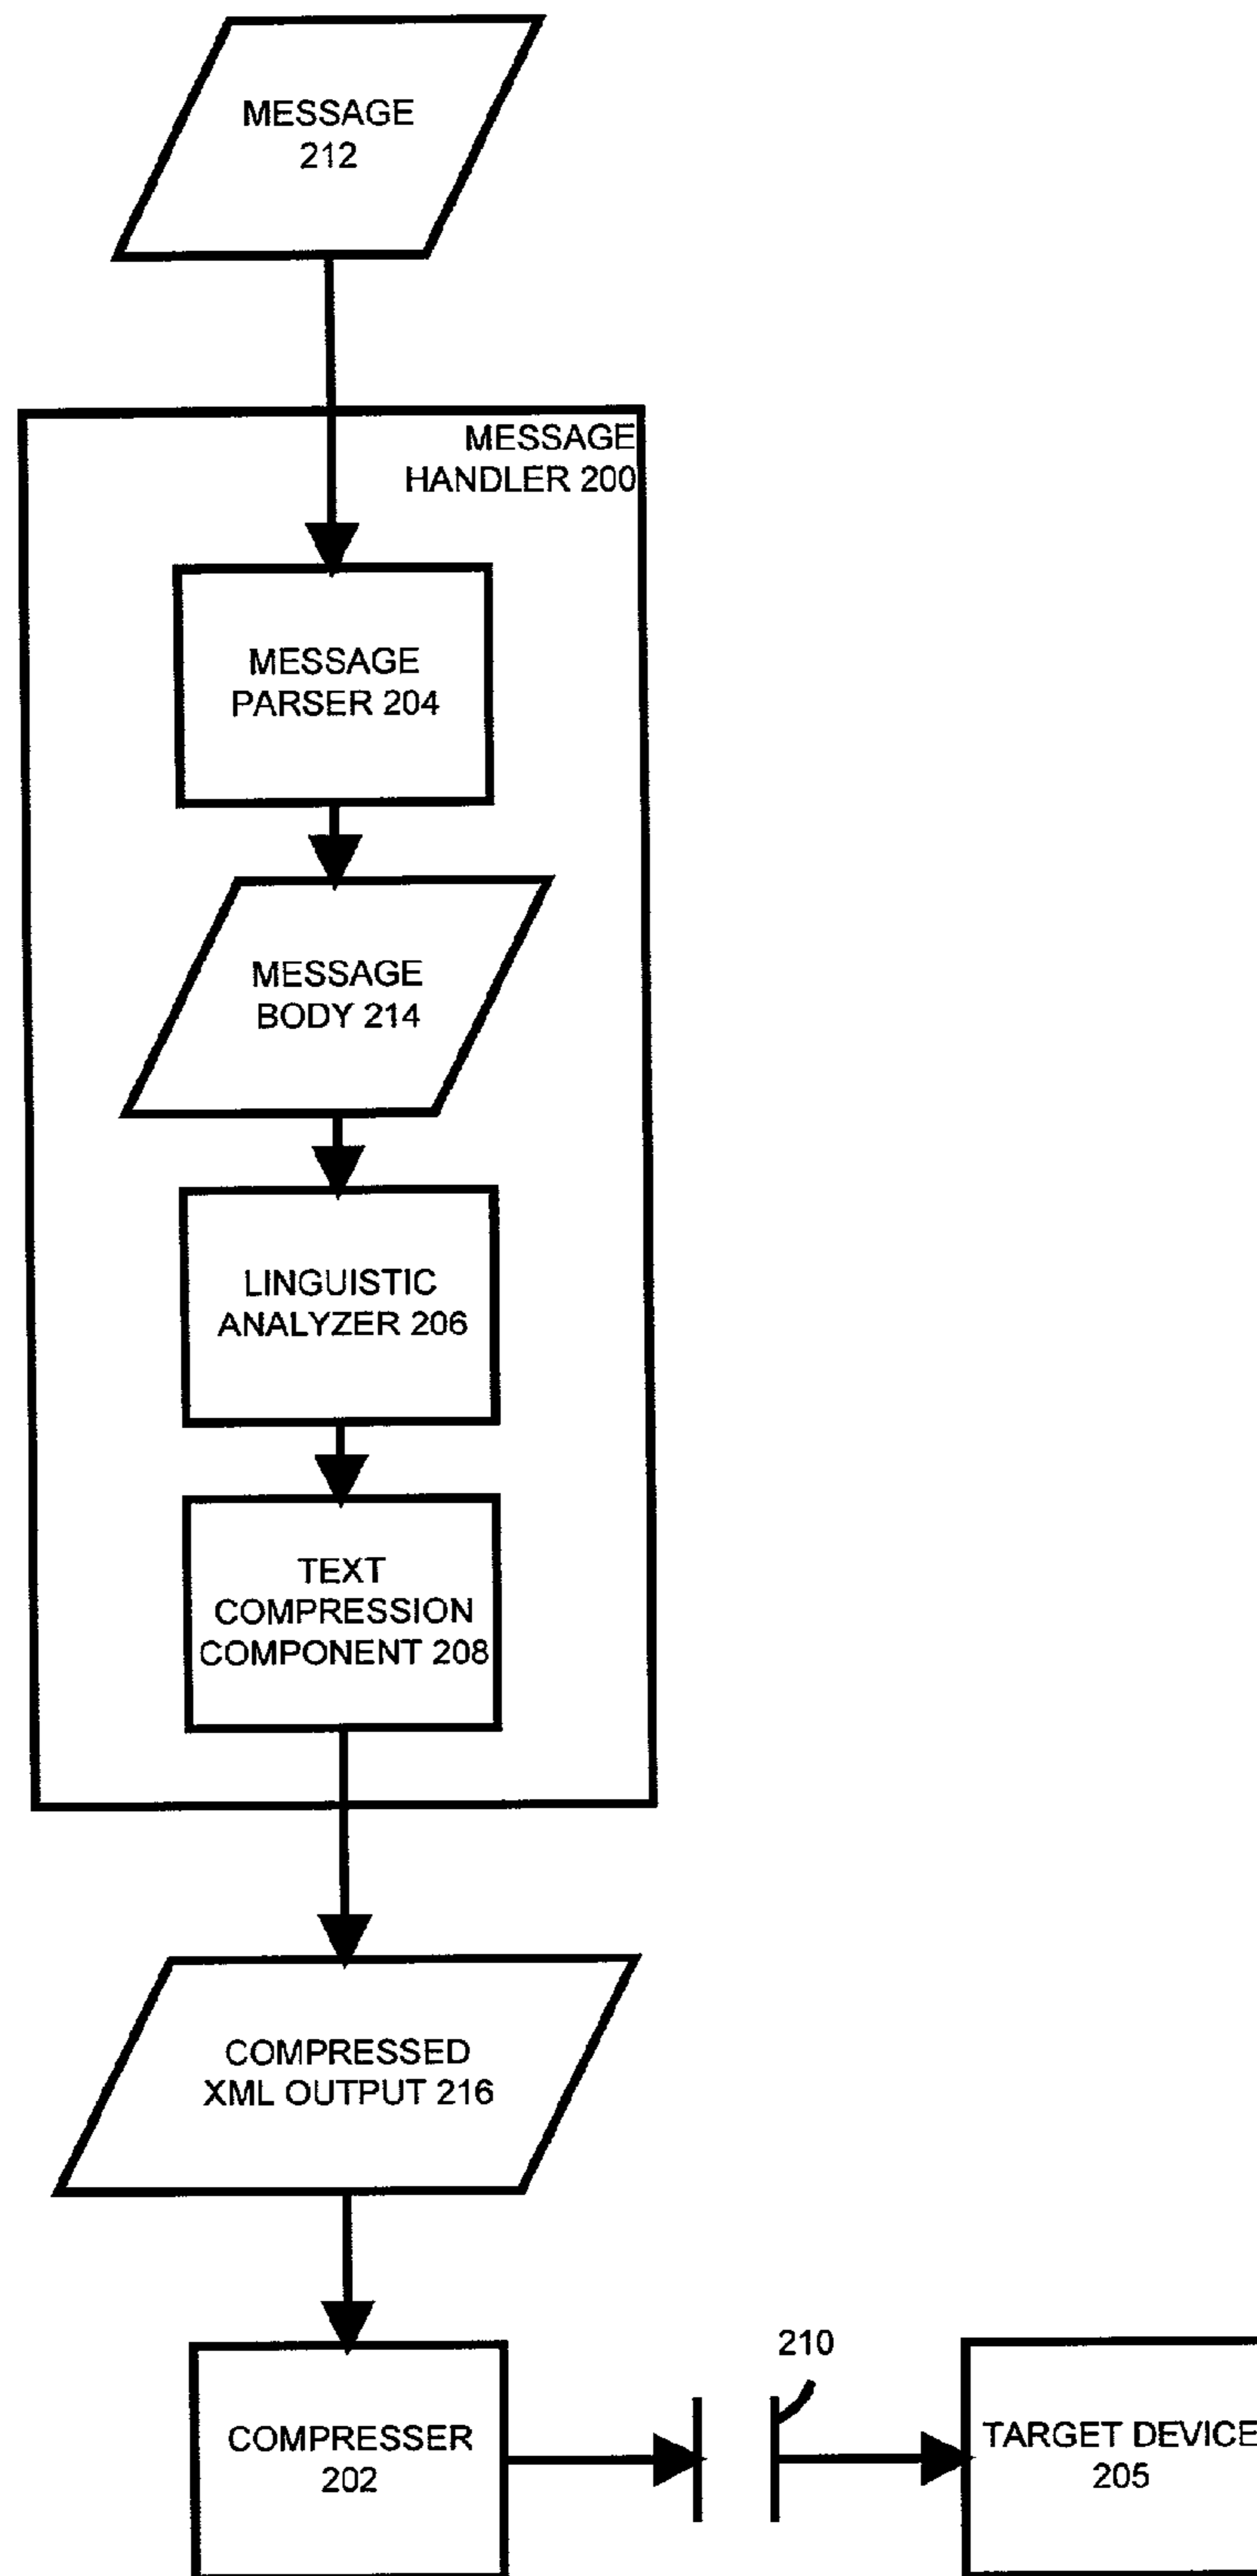 MESSAGE
212
MESSAGE
HANDLER 200
MESSAGE
PARSER 204
MESSAGE
BODY 214
LINGUISTIC
ANALYZER 206
TEXT
COMPRESSION
COMPONENT 208
COMPRESSED
XML OUTPUT 216
COMPRESSER
202
210
TARGET DEVICE
205